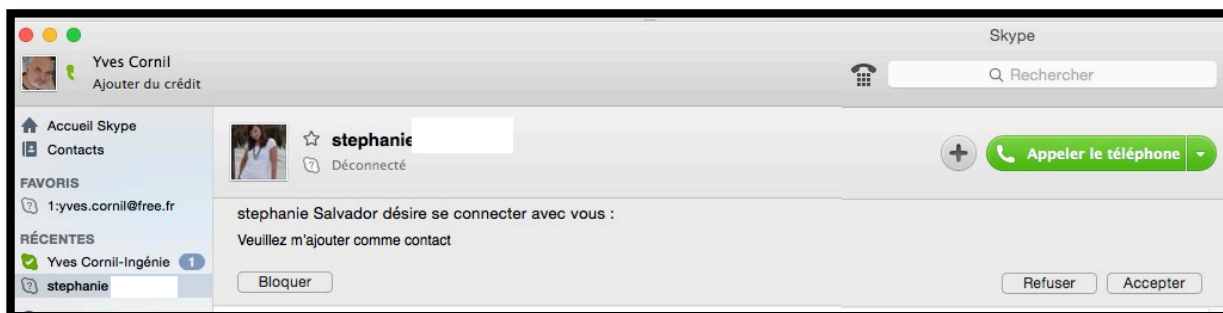 Skype
Yves Cornil
Ajouter du crédit
Rechercher
Accueil Skype
Contacts
FAVORIS
1:yves.cornil@free.fr
RÉCENTES
Yves Cornil-Ingénie 1
stephanie
stephanie
Déconnecté
Appeler le téléphone
stephanie Salvador désire se connecter avec vous :
Veuillez m'ajouter comme contact
Bloquer
Refuser
Accepter